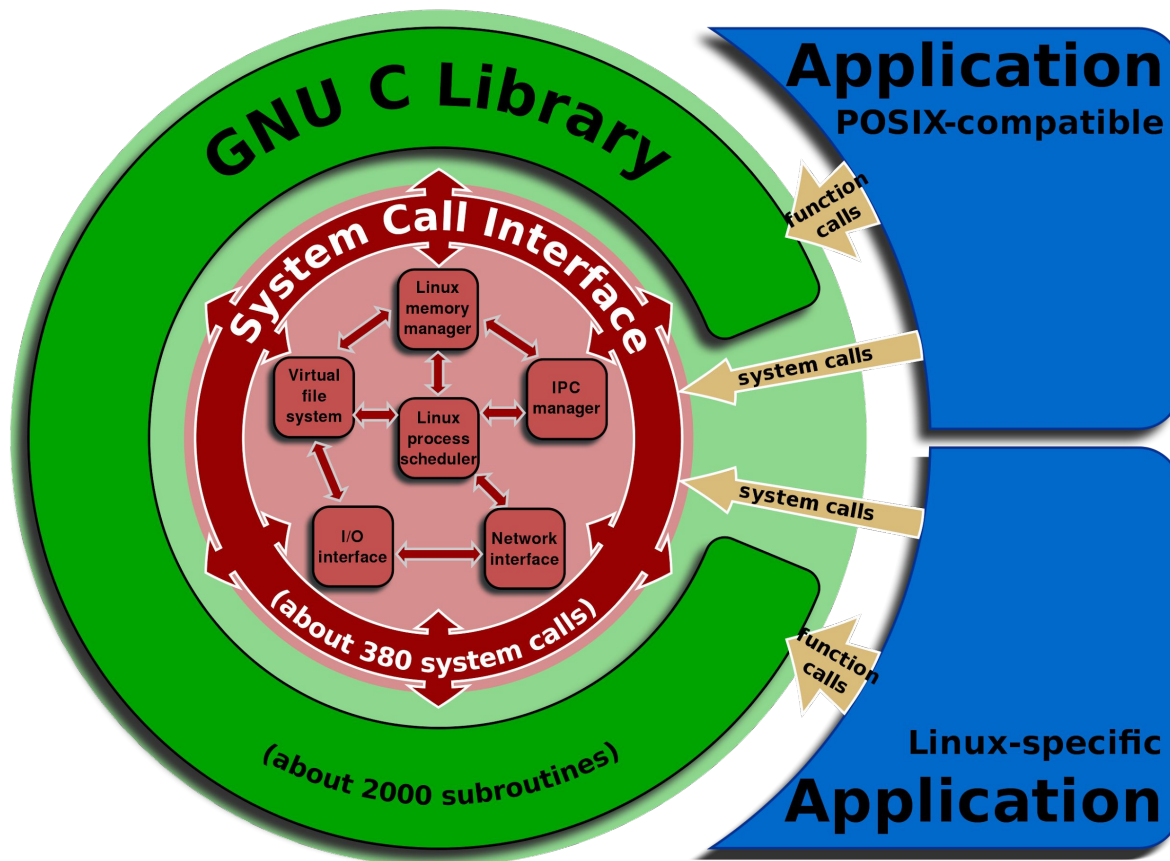 GNU C Library
Application
POSIX-compatible
function
calls
System Call Interface
Linux
memory
manager
system calls
Virtual
file
system
IPC
manager
Linux
process
scheduler
system calls
I/O
interface
Network
interface
(about 380 system calls)
function
calls
(about 2000 subroutines)
Linux-specific
Application